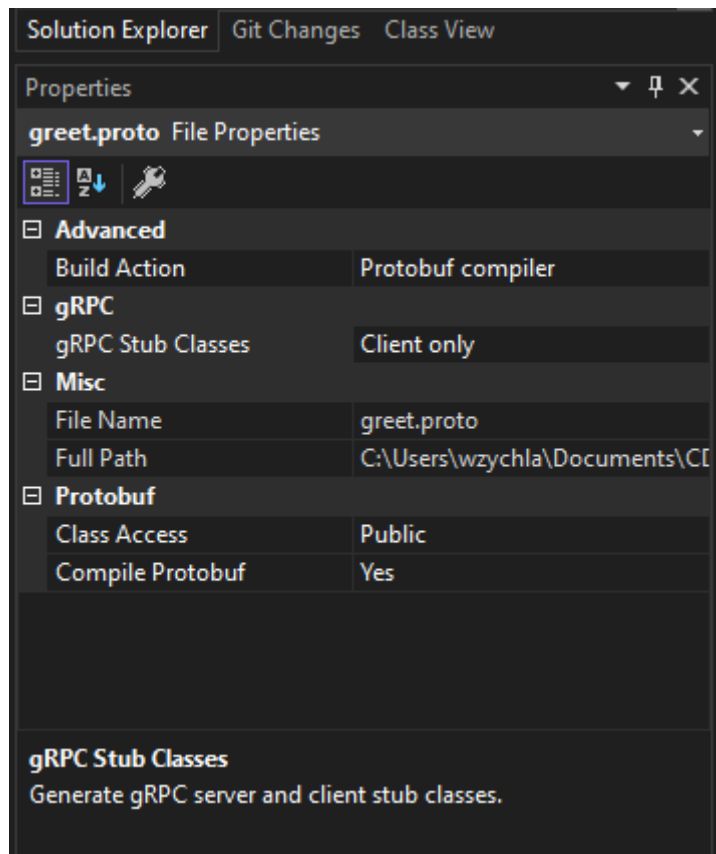 Solution Explorer Git Changes Class View
Properties
greet.proto File Properties
Advanced
Build Action Protobuf compiler
gRPC
gRPC Stub Classes Client only
Misc
File Name greet.proto
Full Path C:\Users\wzychla\Documents\CD
Protobuf
Class Access Public
Compile Protobuf Yes
gRPC Stub Classes
Generate gRPC server and client stub classes.